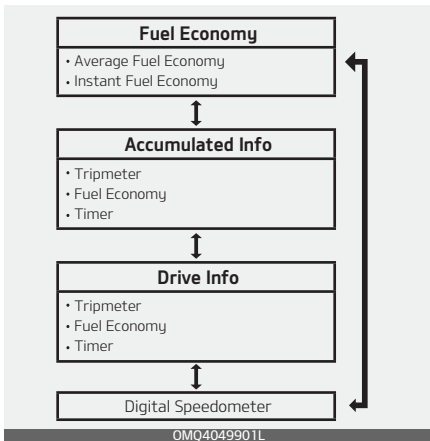 Fuel Economy
• Average Fuel Economy
• Instant Fuel Economy
Accumulated Info
• Tripmeter
• Fuel Economy
• Timer
Drive Info
• Tripmeter
• Fuel Economy
• Timer
Digital Speedometer
OMQ4049901L